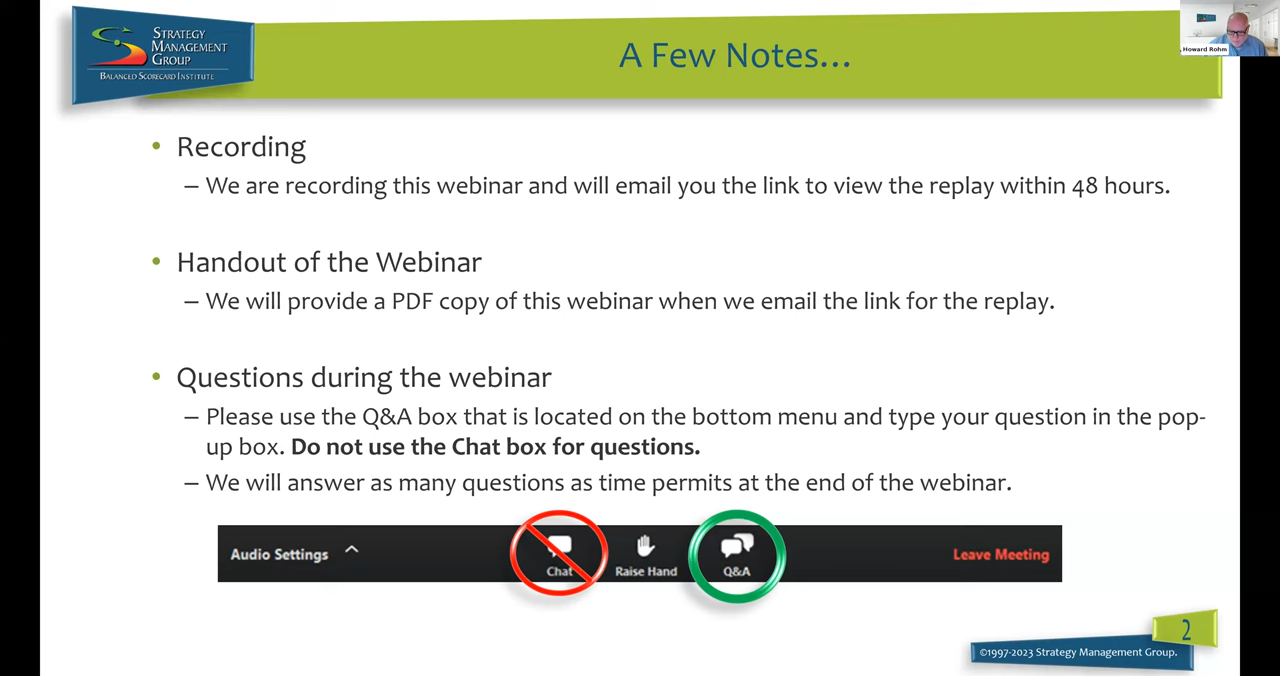 STRATEGY
MANAGEMENT
GROUP
BALANCED SCORECARD INSTITUTE
A Few Notes...
Howard Rohm
• Recording
– We are recording this webinar and will email you the link to view the replay within 48 hours.
• Handout of the Webinar
– We will provide a PDF copy of this webinar when we email the link for the replay.
• Questions during the webinar
– Please use the Q&A box that is located on the bottom menu and type your question in the pop-
up box. Do not use the Chat box for questions.
– We will answer as many questions as time permits at the end of the webinar.
Audio Settings
Chat
Raise Hand
Q&A
Leave Meeting
2
©1997-2023 Strategy Management Group.